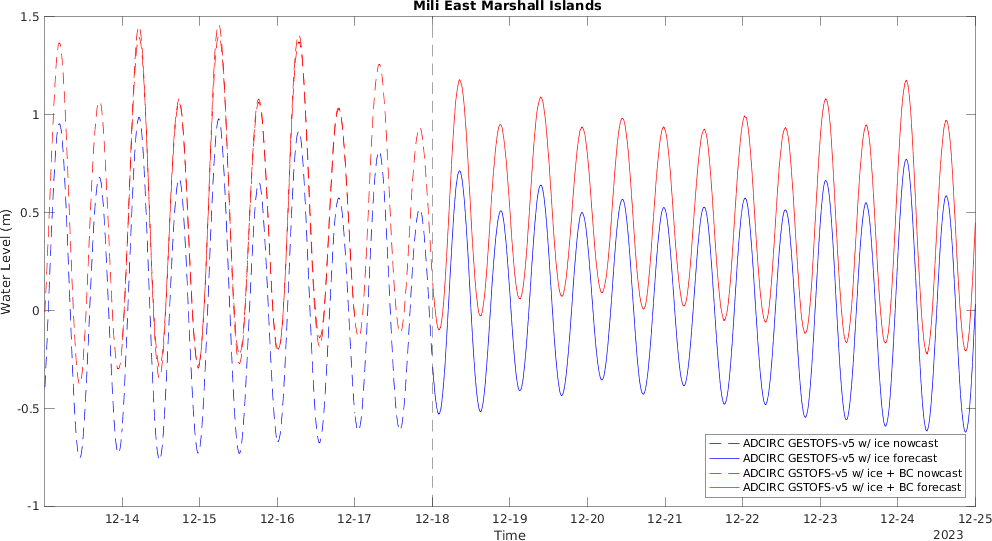 Mili East Marshall Islands
1.5
1
0.5
0
-0.5
-1
Water Level (m)
12-14 12-15 12-16 12-17 12-18 12-19 12-20 12-21 12-22 12-23 12-24 12-25
Time
2023
ADCIRC GESTOFS-v5 w/ ice nowcast
ADCIRC GESTOFS-v5 w/ ice forecast
ADCIRC GSTOFS-v5 w/ ice + BC nowcast
ADCIRC GSTOFS-v5 w/ ice + BC forecast